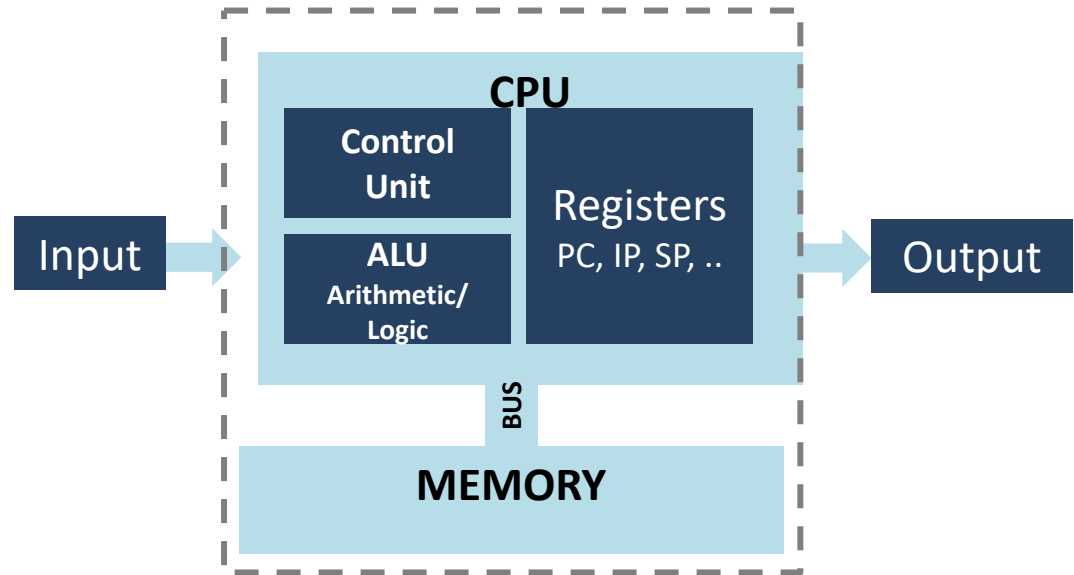 CPU
Control
Unit
Registers
PC, IP, SP, ..
ALU
Arithmetic/
Logic
Input
Output
BUS
MEMORY